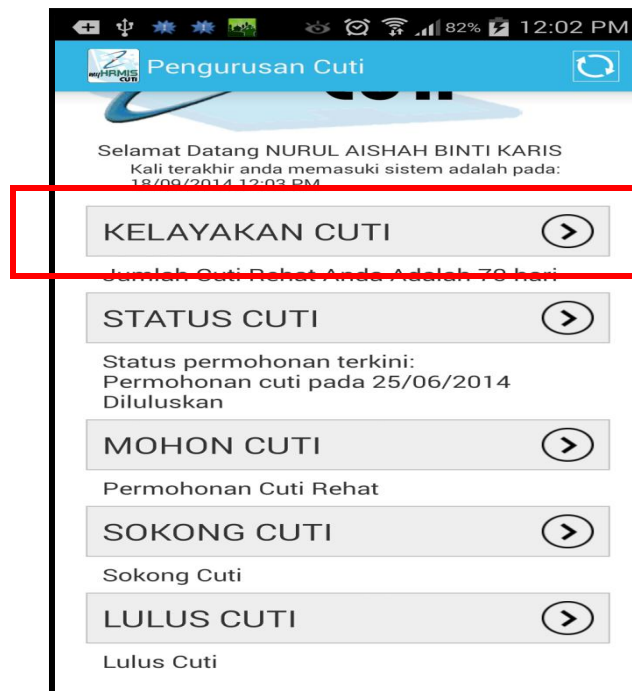 82% 12:02 PM
myHRMIS CUTI
Pengurusan Cuti
CUTI
Selamat Datang NURUL AISHAH BINTI KARIS
Kali terakhir anda memasuki sistem adalah pada:
18/09/2014 12:03 PM
KELAYAKAN CUTI
Jumlah Cuti Rehat Anda Adalah 70 hari
STATUS CUTI
Status permohonan terkini:
Permohonan cuti pada 25/06/2014
Diluluskan
MOHON CUTI
Permohonan Cuti Rehat
SOKONG CUTI
Sokong Cuti
LULUS CUTI
Lulus Cuti